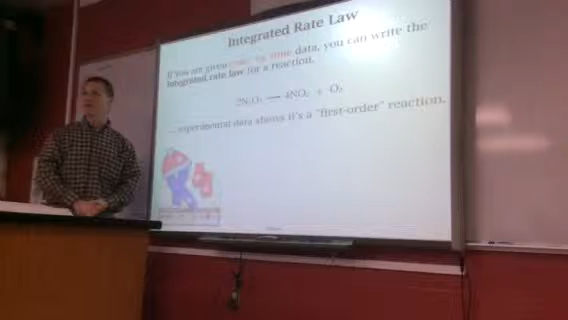 Integrated Rate Law
If you are given conc. vs. time data, you can write the
integrated rate law for a reaction.
2N₂O₅ → 4NO₂ + O₂
... experimental data shows it's a "first-order" reaction.